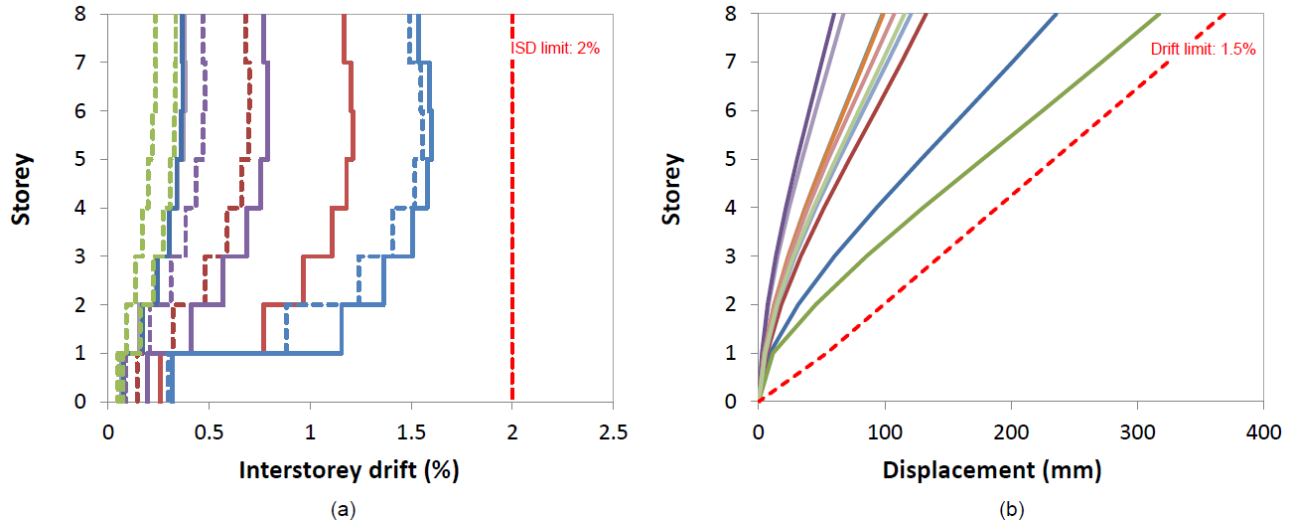 8
7
6
5
4
3
2
1
0
Storey
ISD limit: 2%
0 0.5 1 1.5 2 2.5
Interstorey drift (%)
(a)
8
7
6
5
4
3
2
1
0
Storey
Drift limit: 1.5%
0 100 200 300 400
Displacement (mm)
(b)